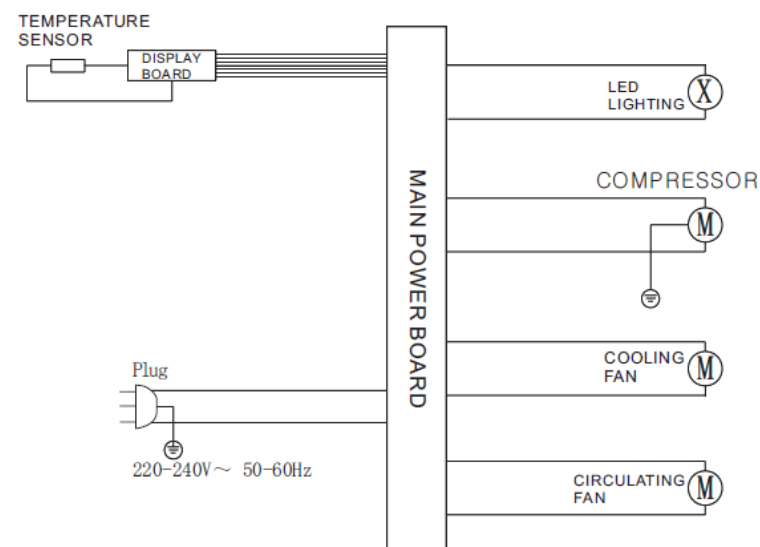 TEMPERATURE
SENSOR
DISPLAY
BOARD
LED
LIGHTING
X
COMPRESSOR
M
MAIN POWER BOARD
COOLING
FAN
M
Plug
220-240V～ 50-60Hz
CIRCULATING
FAN
M